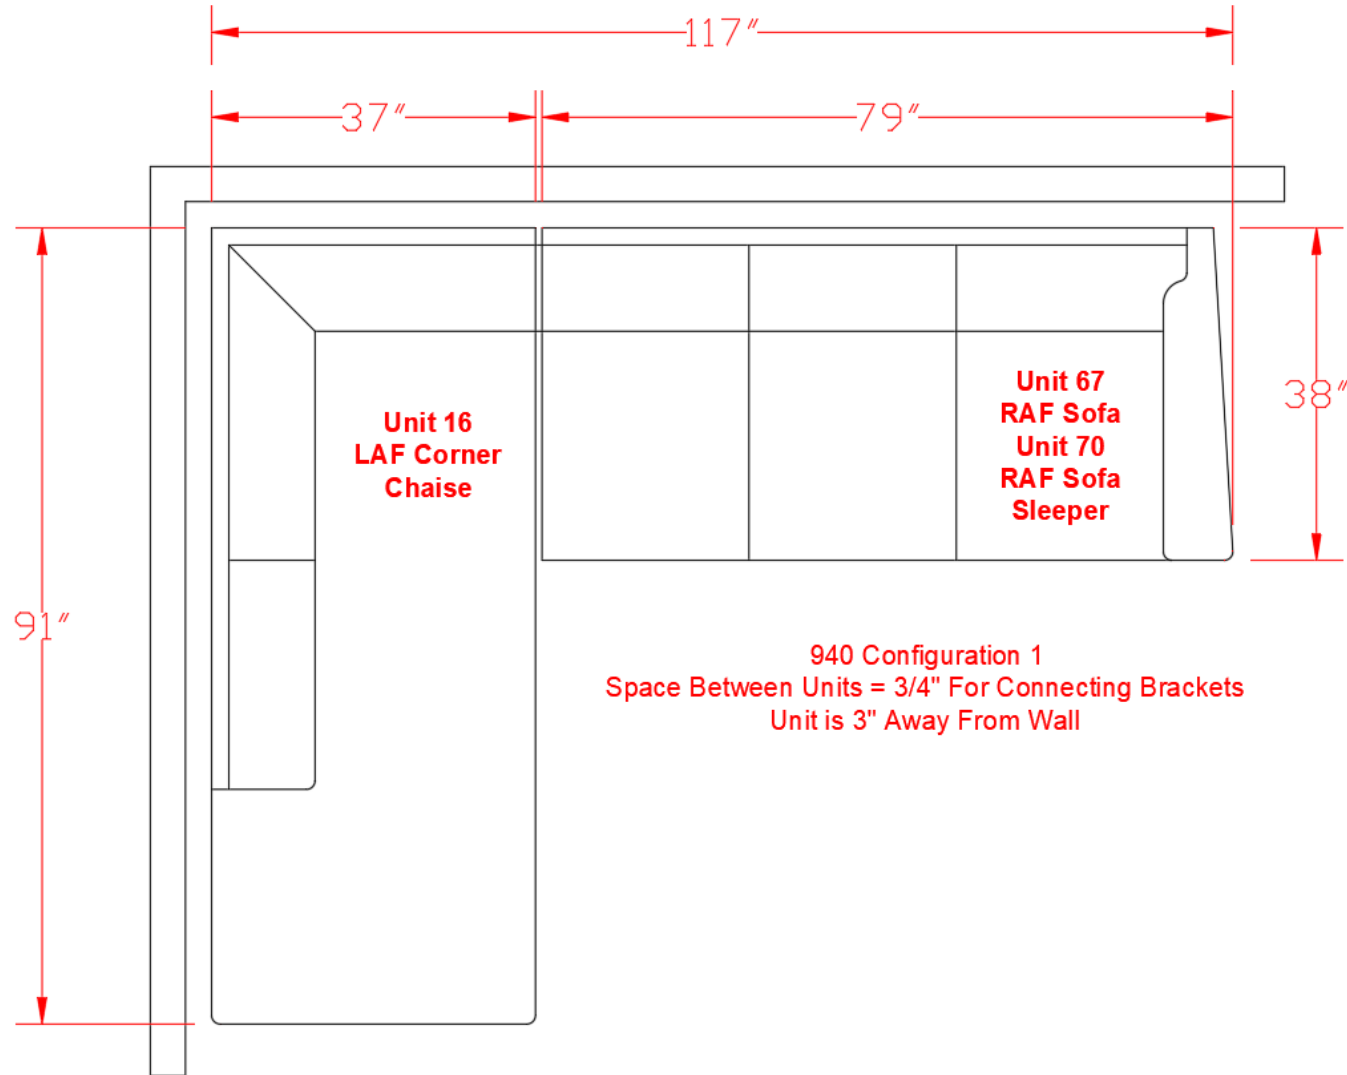 117"
37"
79"
Unit 67
RAF Sofa
Unit 70
RAF Sofa
Sleeper
38"
Unit 16
LAF Corner
Chaise
91"
940 Configuration 1
Space Between Units = 3/4" For Connecting Brackets
Unit is 3" Away From Wall